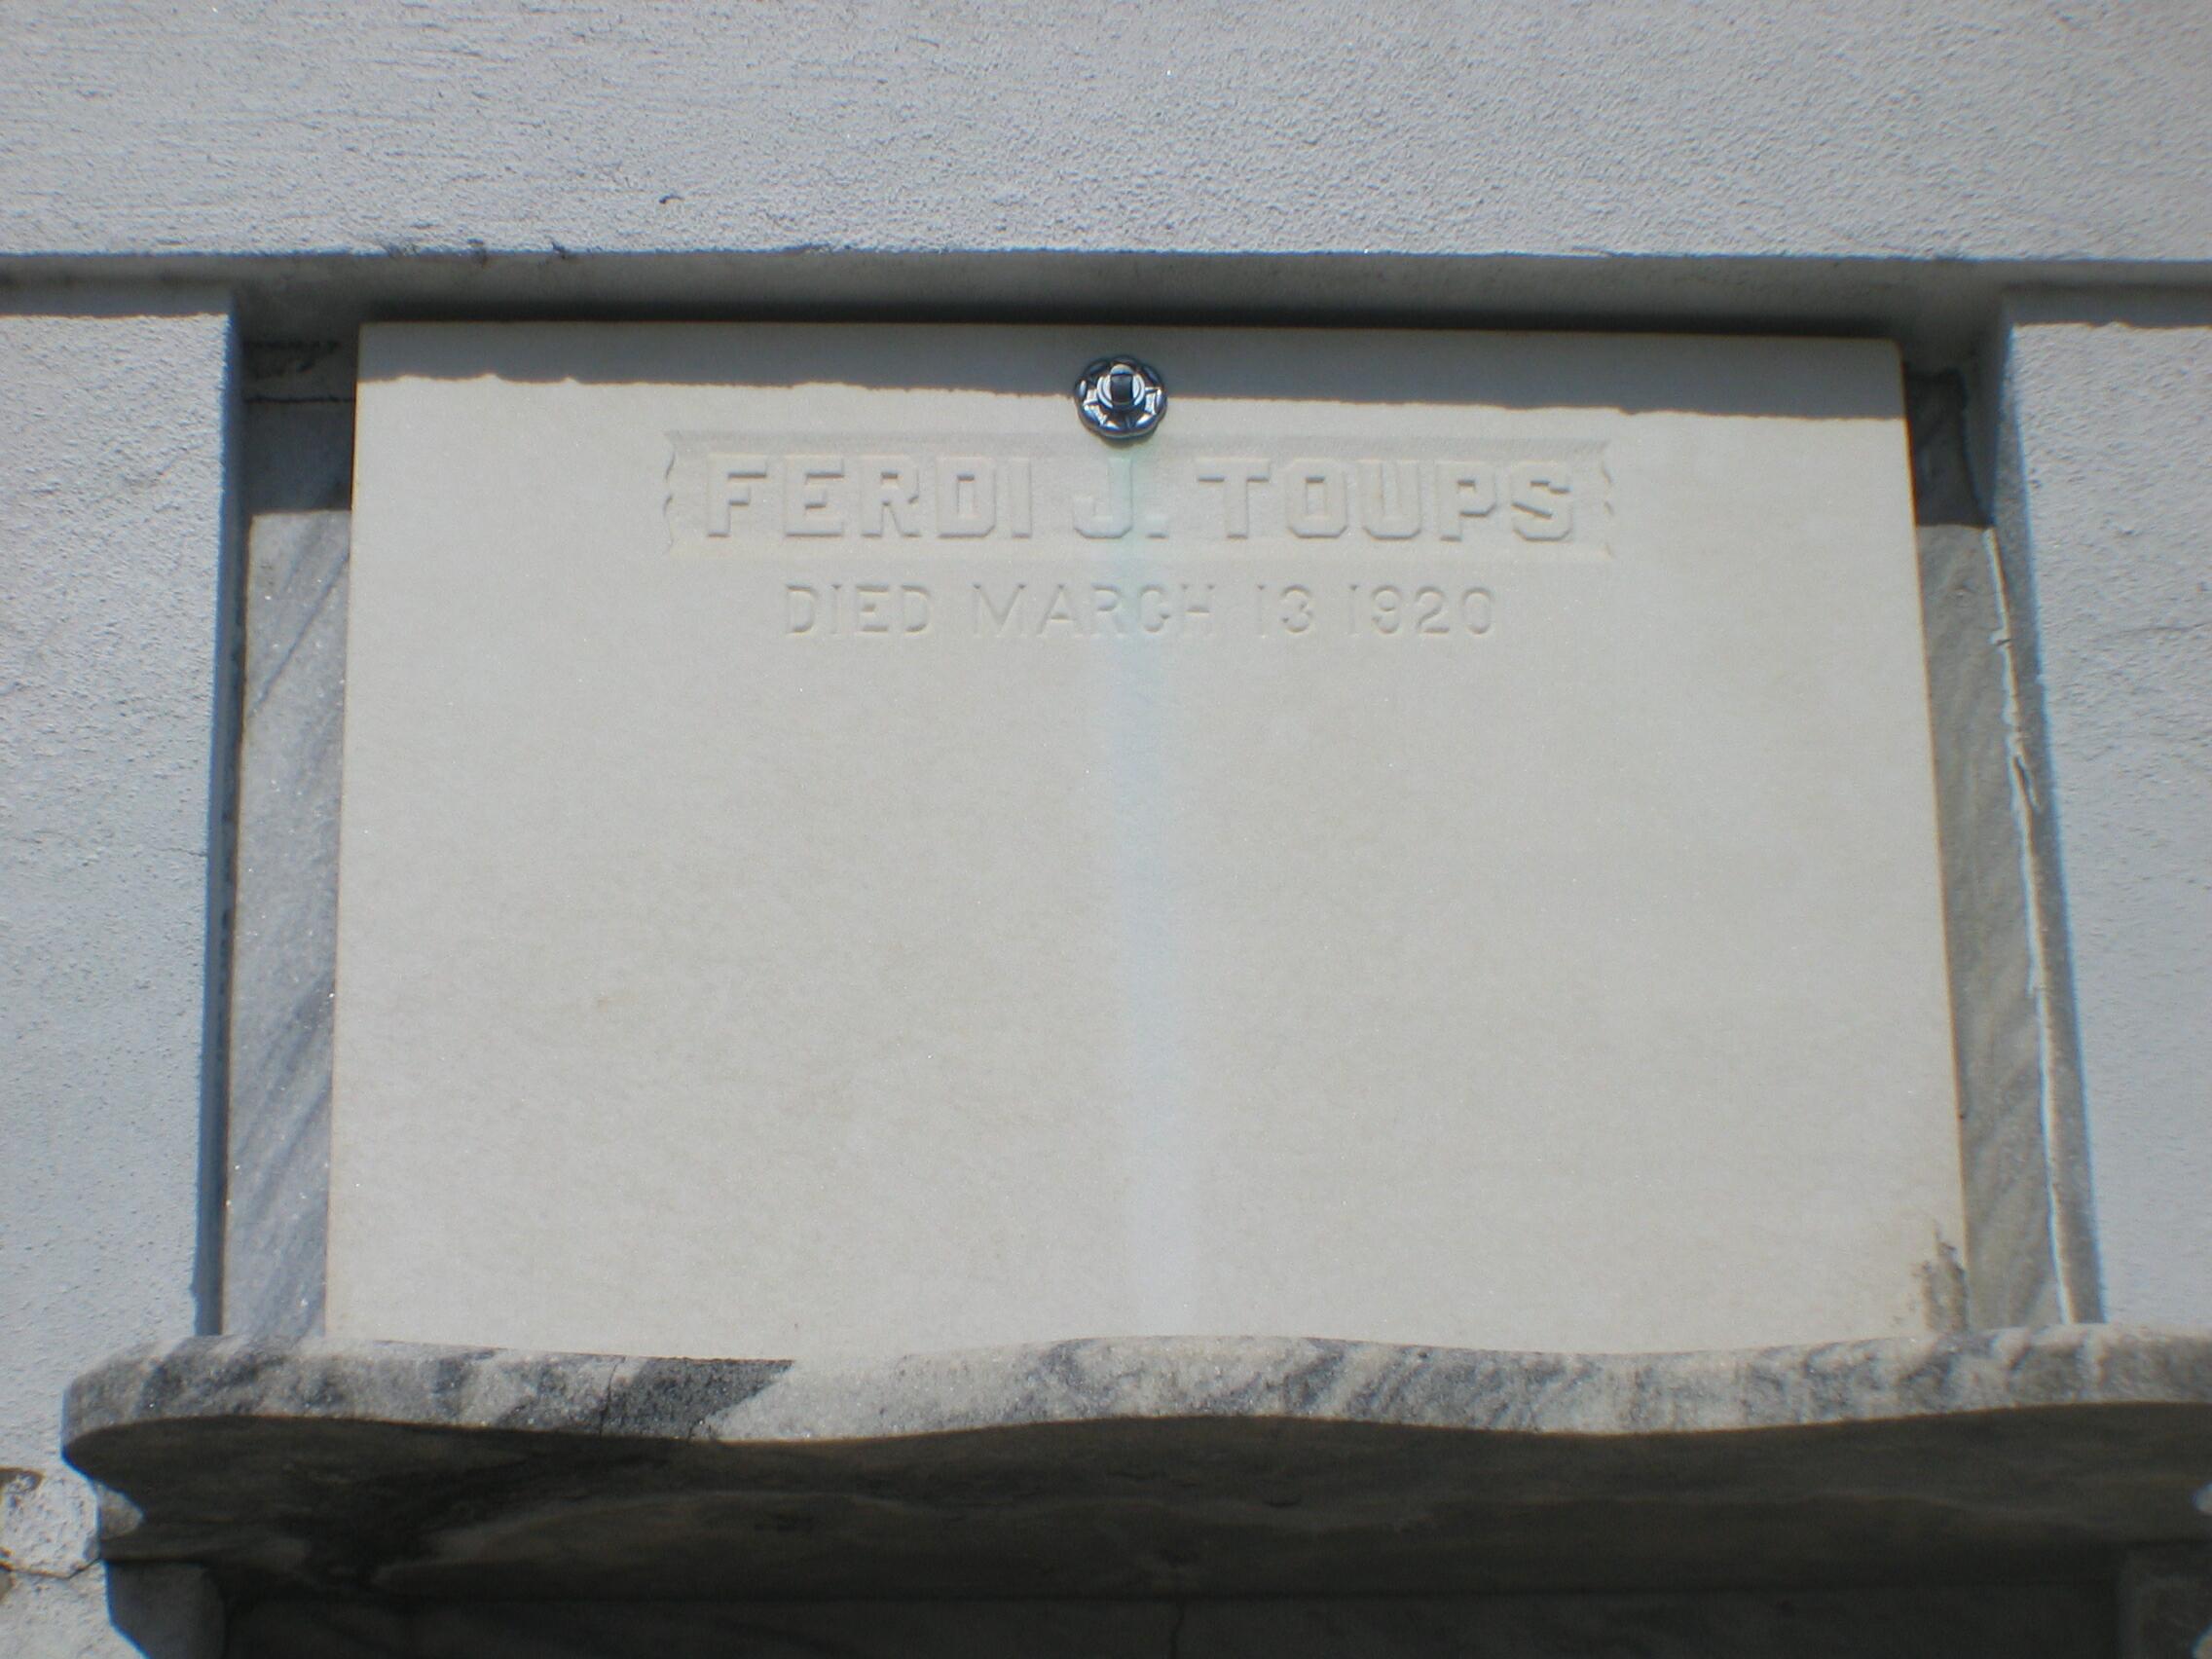 FERDI J. TOUPS
DIED MARCH 13 1920